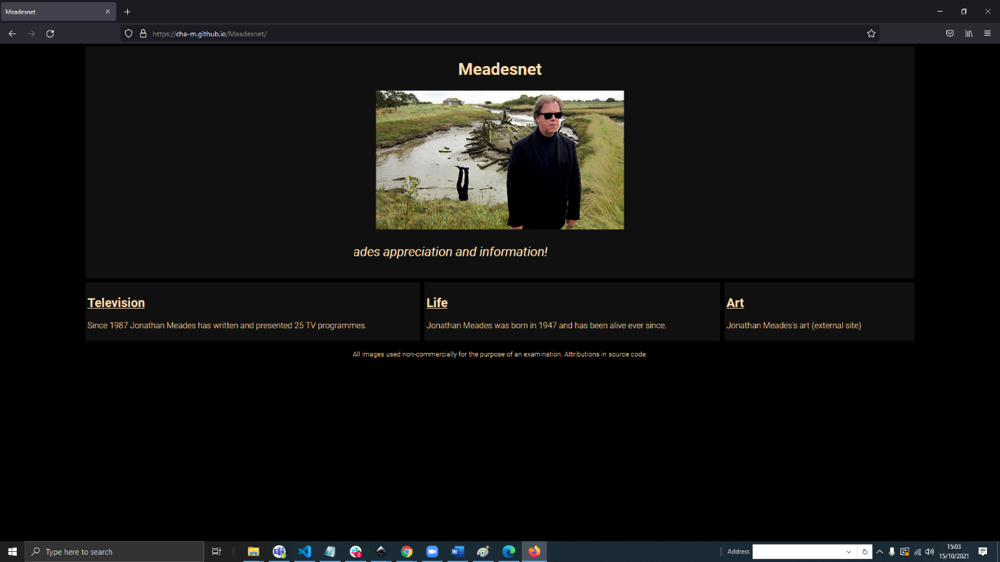 Meadesnet
https://cha-m.github.io/Meadesnet/
Meadesnet
ades appreciation and information!
Television
Since 1987 Jonathan Meades has written and presented 25 TV programmes.
Life
Jonathan Meades was born in 1947 and has been alive ever since.
Art
Jonathan Meades's art (external site)
All images used non-commercially for the purpose of an examination. Attributions in source code.
Type here to search
Address
15:03
15/10/2021